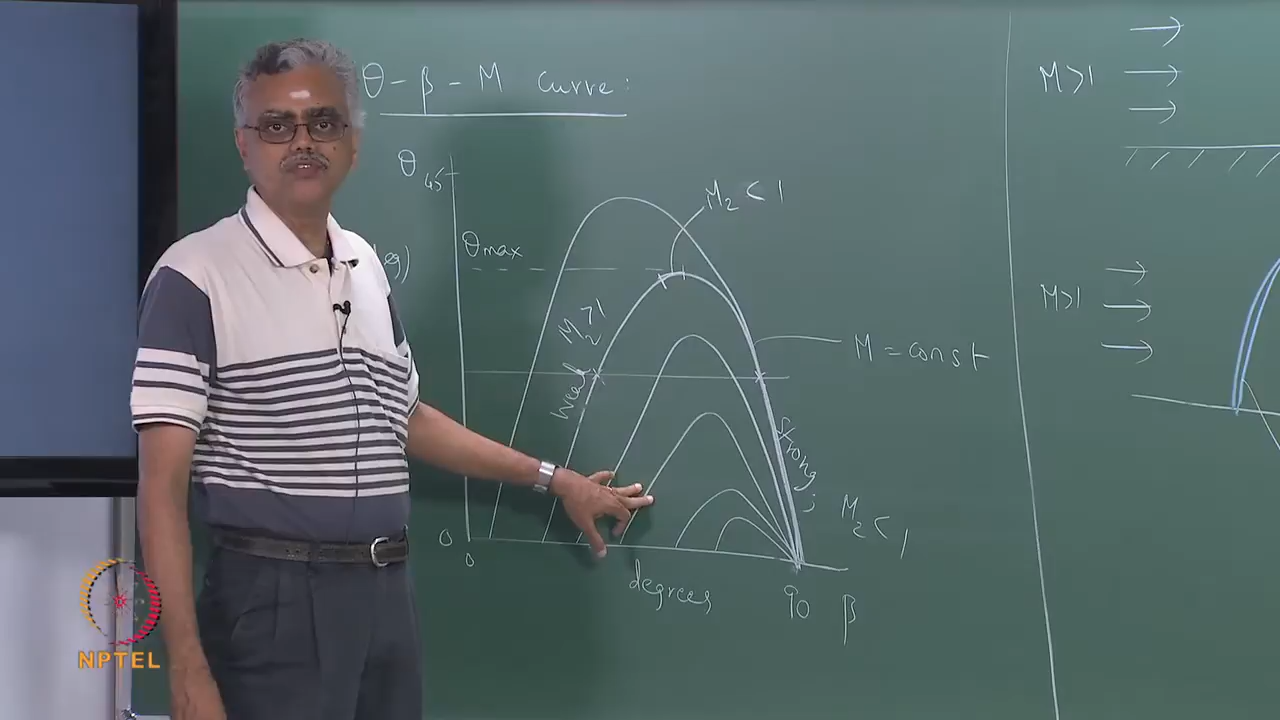 θ - β - M Curve:
θ
45
θmax
eg)
M₂ < 1
M₂ > 1
weak
M = const
strong ; M₂ < 1
0
0
degrees
90 β
M>1
M>1
NPTEL